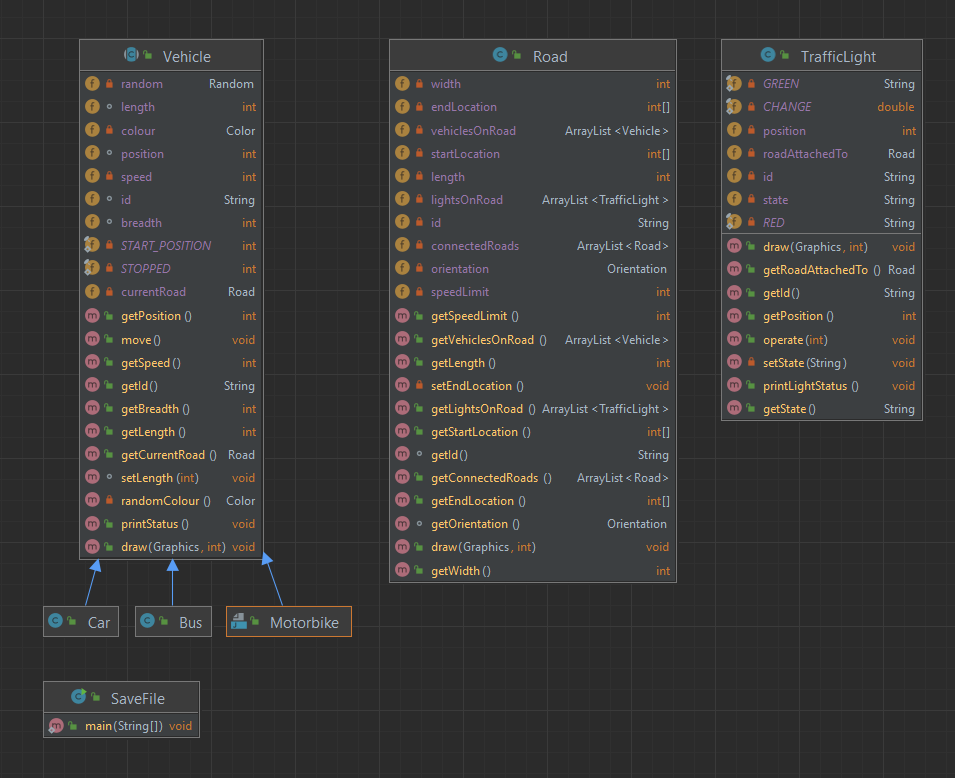 Vehicle
random Random
length int
colour Color
position int
speed int
id String
breadth int
START_POSITION int
STOPPED int
currentRoad Road
getPosition () int
move () void
getSpeed () int
getId() String
getBreadth () int
getLength () int
getCurrentRoad () Road
setLength (int) void
randomColour () Color
printStatus () void
draw(Graphics, int) void
Car
Bus
Motorbike
SaveFile
main(String[]) void
Road
width int
endLocation int[]
vehiclesOnRoad ArrayList <Vehicle>
startLocation int[]
length int
lightsOnRoad ArrayList <TrafficLight >
id String
connectedRoads ArrayList <Road>
orientation Orientation
speedLimit int
getSpeedLimit () int
getVehiclesOnRoad () ArrayList <Vehicle>
getLength () int
setEndLocation () void
getLightsOnRoad () ArrayList <TrafficLight >
getStartLocation () int[]
getId() String
getConnectedRoads () ArrayList <Road>
getEndLocation () int[]
getOrientation () Orientation
draw(Graphics, int) void
getWidth () int
TrafficLight
GREEN String
CHANGE double
position int
roadAttachedTo Road
id String
state String
RED String
draw(Graphics, int) void
getRoadAttachedTo () Road
getId() String
getPosition () int
operate (int) void
setState(String) void
printLightStatus () void
getState() String